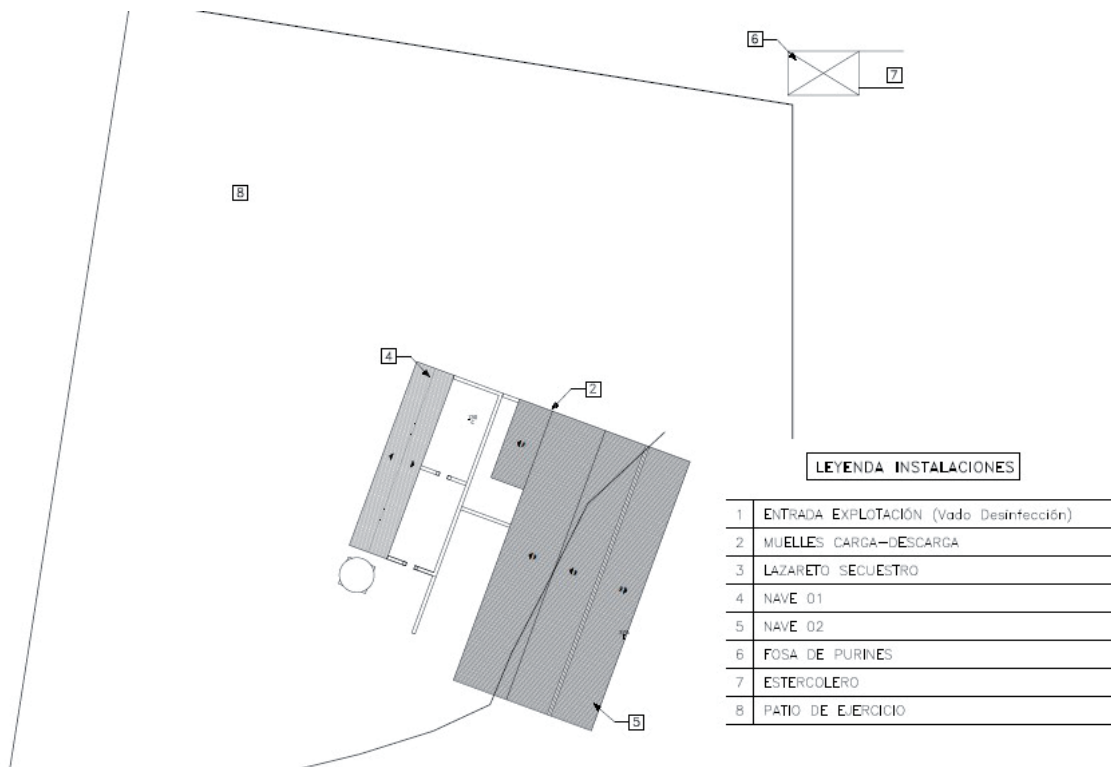 6
7
8
4
2
LEYENDA INSTALACIONES
1 ENTRADA EXPLOTACIÓN (Vado Desinfección)
2 MUELLES CARGA-DESCARGA
3 LAZARETO SECUESTRO
4 NAVE 01
5 NAVE 02
6 FOSA DE PURINES
7 ESTERCOLERO
8 PATIO DE EJERCICIO
5